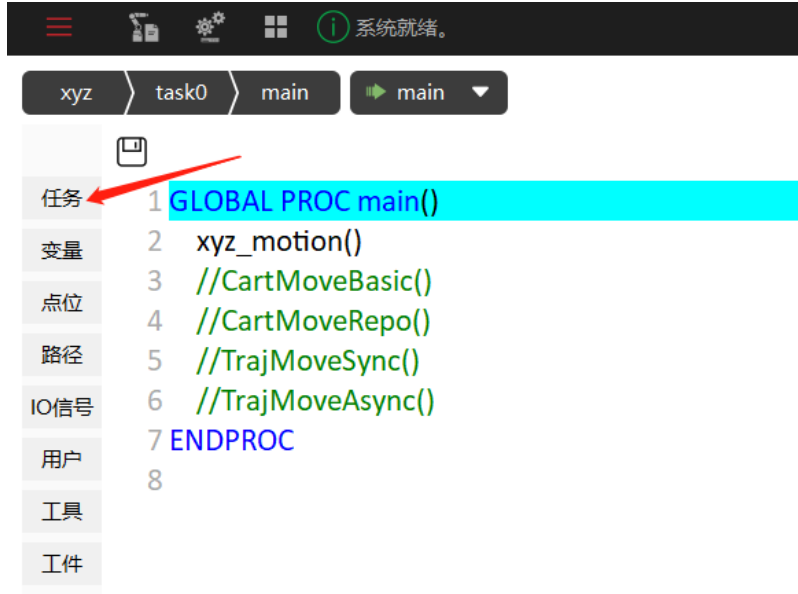 系统就绪。
xyz task0 main main
任务
变量
点位
路径
IO信号
用户
工具
工件
1 GLOBAL PROC main()
2 xyz_motion()
3 //CartMoveBasic()
4 //CartMoveRepo()
5 //TrajMoveSync()
6 //TrajMoveAsync()
7 ENDPROC
8